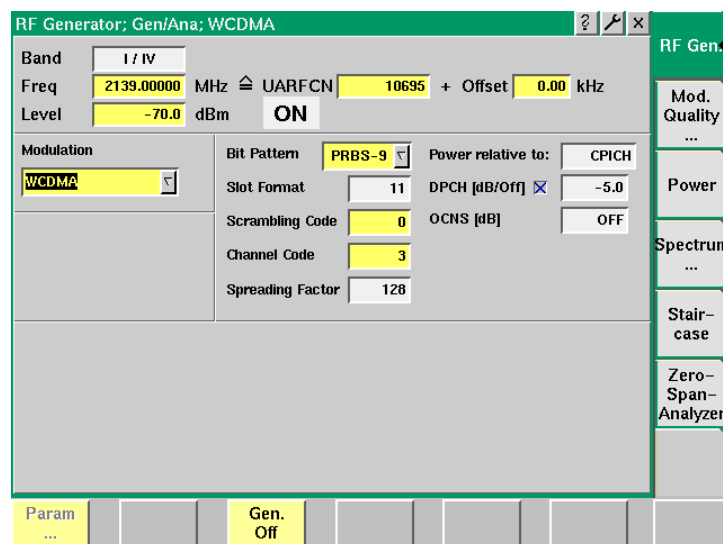 RF Generator; Gen/Ana; WCDMA ? x
Band I / IV
Freq 2139.00000 MHz ≙ UARFCN 10695 + Offset 0.00 kHz
Level -70.0 dBm ON
Modulation
WCDMA
Bit Pattern PRBS-9
Slot Format 11
Scrambling Code 0
Channel Code 3
Spreading Factor 128
Power relative to: CPICH
DPCH [dB/Off] -5.0
OCNS [dB] OFF
RF Gen.
Mod.
Quality
...
Power
Spectrum
...
Stair-
case
Zero-
Span-
Analyzer
Param
...
Gen.
Off